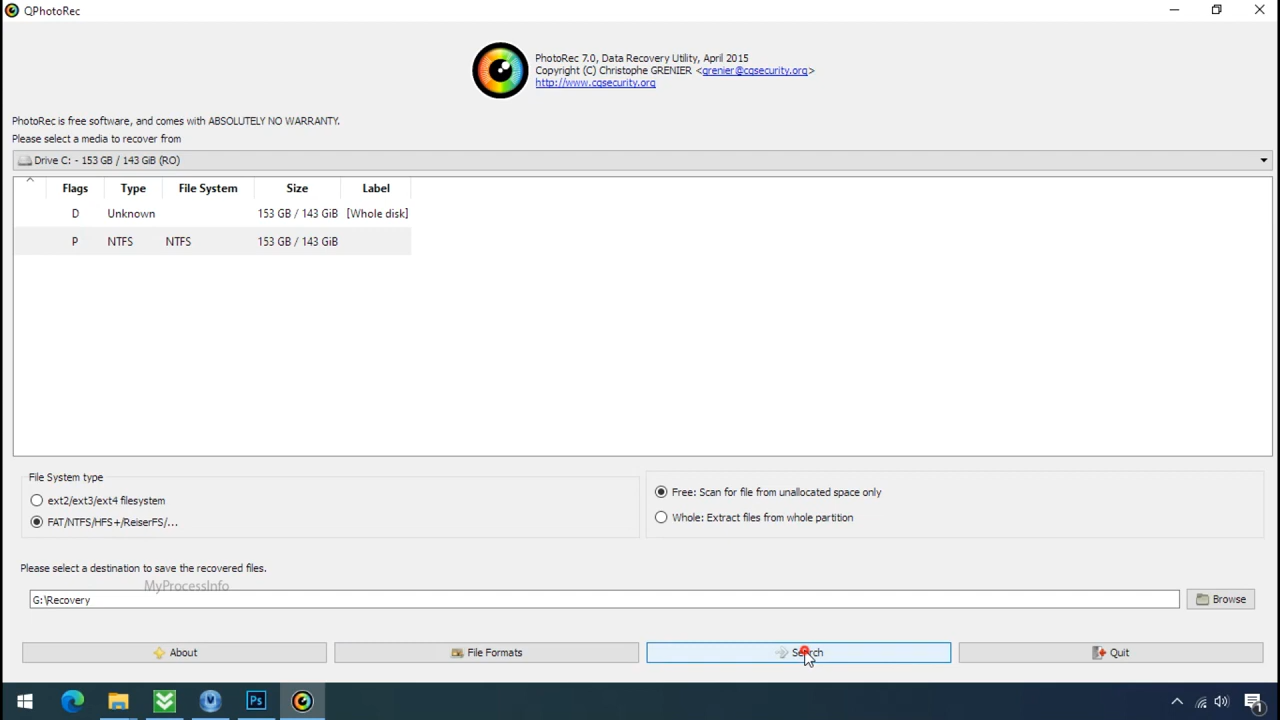 QPhotoRec
PhotoRec 7.0, Data Recovery Utility, April 2015
Copyright (C) Christophe GRENIER <grenier@cgsecurity.org>
http://www.cgsecurity.org
PhotoRec is free software, and comes with ABSOLUTELY NO WARRANTY.
Please select a media to recover from
Drive C: - 153 GB / 143 GiB (RO)
Flags Type File System Size Label
D Unknown 153 GB / 143 GiB [Whole disk]
P NTFS NTFS 153 GB / 143 GiB
File System type
ext2/ext3/ext4 filesystem
FAT/NTFS/HFS+/ReiserFS/...
Free: Scan for file from unallocated space only
Whole: Extract files from whole partition
Please select a destination to save the recovered files.
MyProcessInfo
G:\Recovery
Browse
About
File Formats
Search
Quit
Ps
1